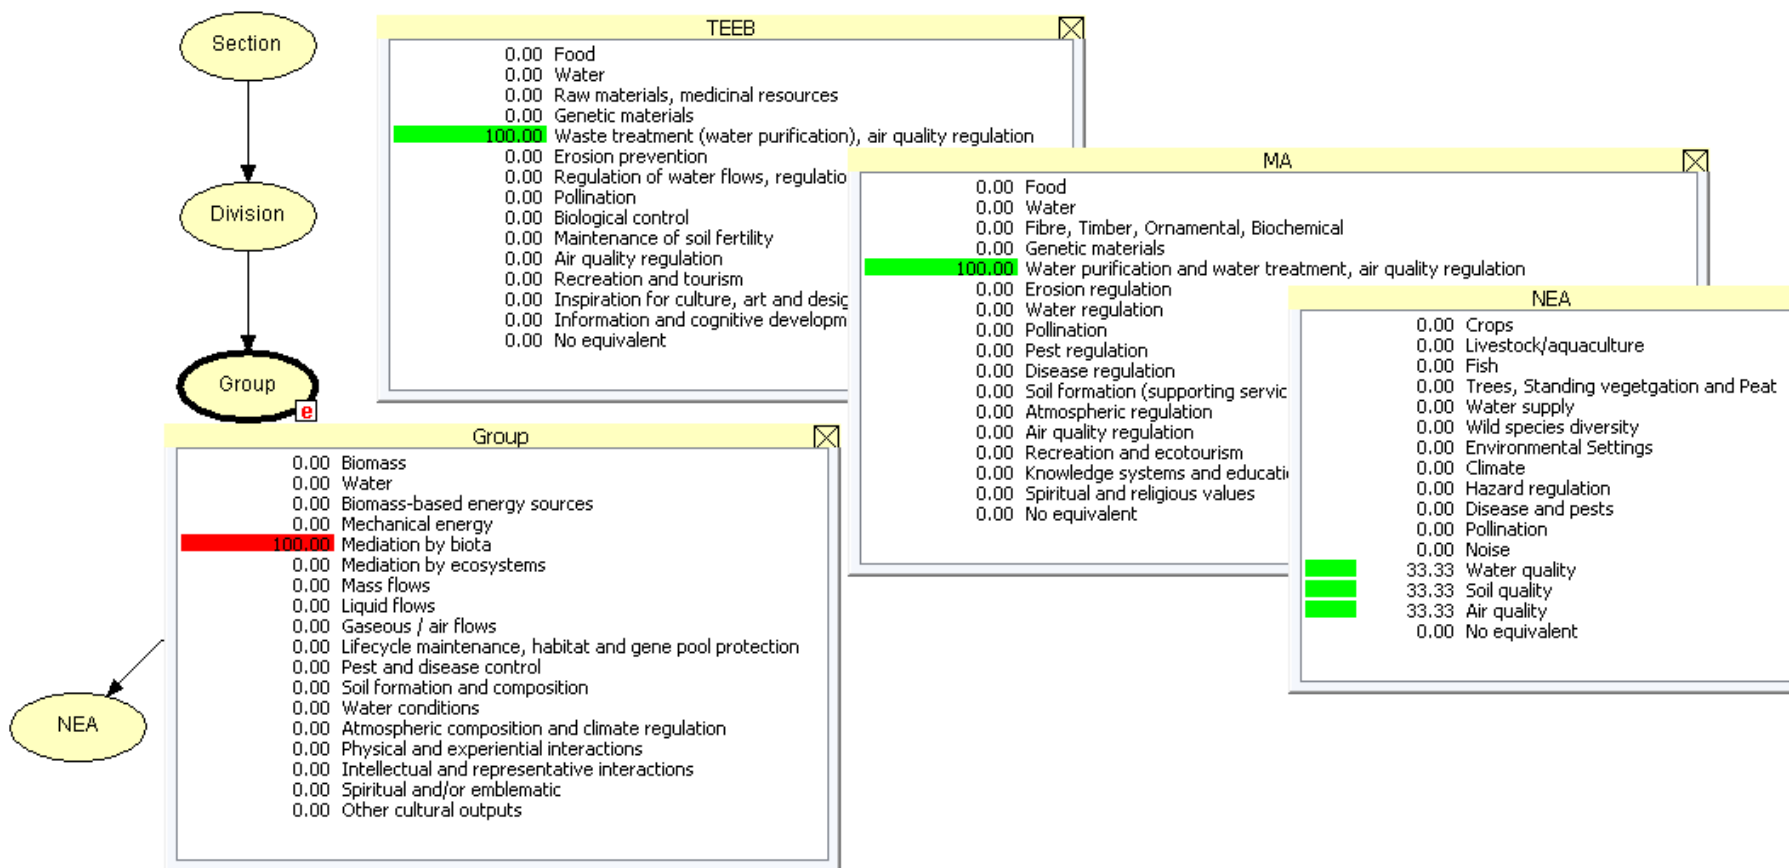 Section
Division
Group
e
NEA
TEEB
0.00 Food
0.00 Water
0.00 Raw materials, medicinal resources
0.00 Genetic materials
100.00 Waste treatment (water purification), air quality regulation
0.00 Erosion prevention
0.00 Regulation of water flows,
0.00 Pollination
0.00 Biological control
0.00 Maintenance of soil fertility
0.00 Air quality regulation
0.00 Recreation and tourism
0.00 Inspiration for culture, art and
0.00 Information and cognitive
0.00 No equivalent
MA
0.00 Food
0.00 Water
0.00 Fibre, Timber, Ornamental, Biochemical
0.00 Genetic materials
100.00 Water purification and water treatment, air quality regulation
0.00 Erosion regulation
0.00 Water regulation
0.00 Pollination
0.00 Pest regulation
0.00 Disease regulation
0.00 Soil formation (supporting
0.00 Atmospheric regulation
0.00 Air quality regulation
0.00 Recreation and ecotourism
0.00 Knowledge systems and
0.00 Spiritual and religious values
0.00 No equivalent
NEA
0.00 Crops
0.00 Livestock/aquaculture
0.00 Fish
0.00 Trees, Standing vegetgation and Peat
0.00 Water supply
0.00 Wild species diversity
0.00 Environmental Settings
0.00 Climate
0.00 Hazard regulation
0.00 Disease and pests
0.00 Pollination
0.00 Noise
33.33 Water quality
33.33 Soil quality
33.33 Air quality
0.00 No equivalent
Group
0.00 Biomass
0.00 Water
0.00 Biomass-based energy sources
0.00 Mechanical energy
100.00 Mediation by biota
0.00 Mediation by ecosystems
0.00 Mass flows
0.00 Liquid flows
0.00 Gaseous / air flows
0.00 Lifecycle maintenance, habitat and gene pool protection
0.00 Pest and disease control
0.00 Soil formation and composition
0.00 Water conditions
0.00 Atmospheric composition and climate regulation
0.00 Physical and experiential interactions
0.00 Intellectual and representative interactions
0.00 Spiritual and/or emblematic
0.00 Other cultural outputs